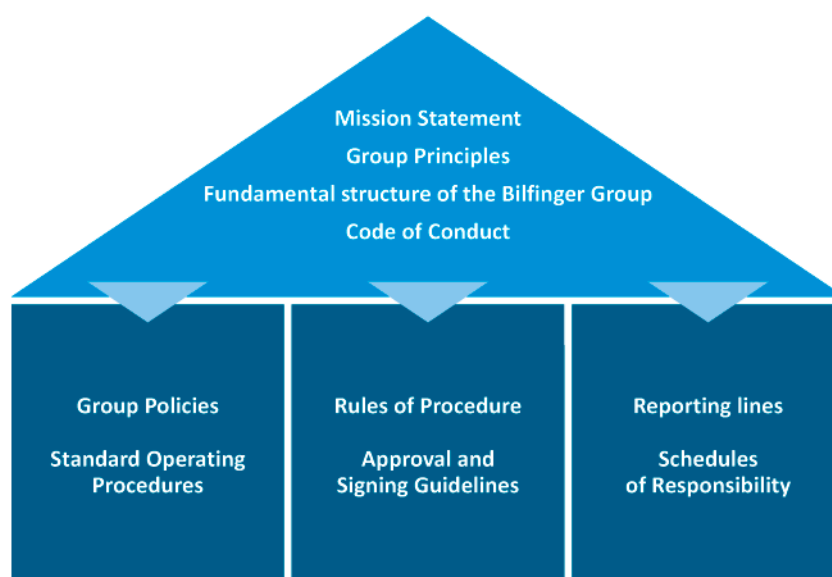 Mission Statement
Group Principles
Fundamental structure of the Bilfinger Group
Code of Conduct
Group Policies
Standard Operating
Procedures
Rules of Procedure
Approval and
Signing Guidelines
Reporting lines
Schedules
of Responsibility